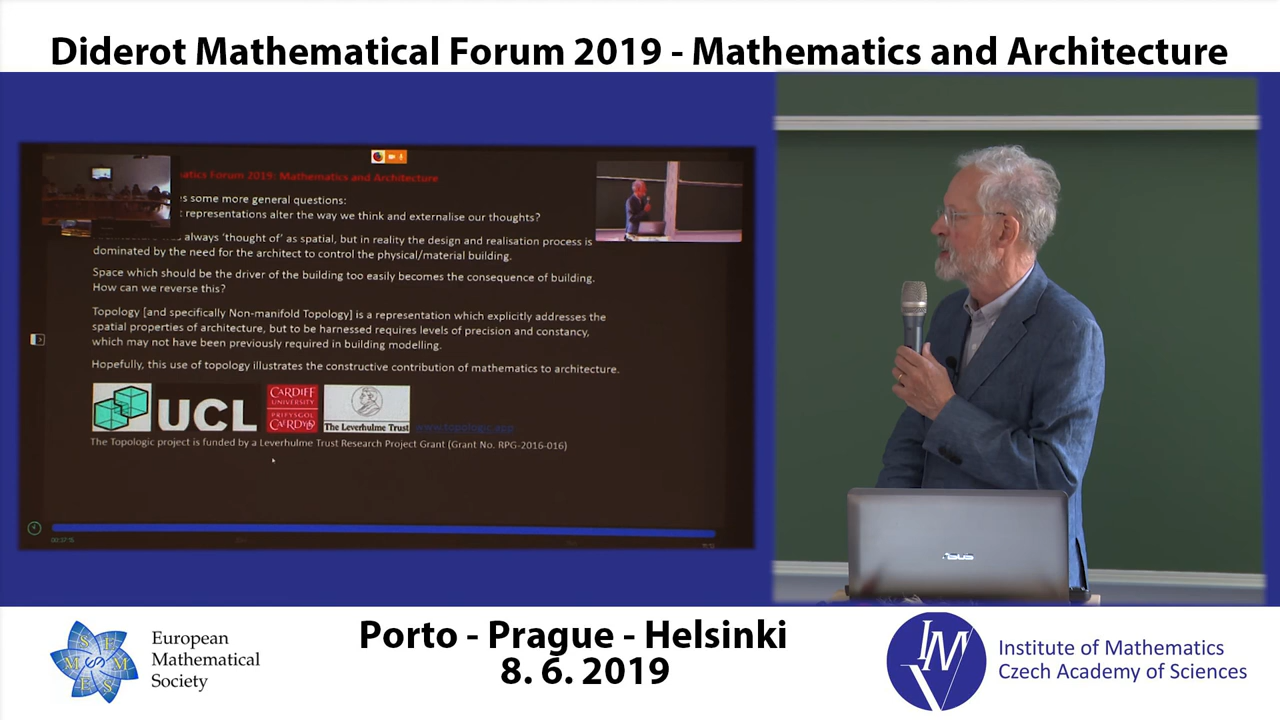 Diderot Mathematical Forum 2019 - Mathematics and Architecture
Forum 2019: Mathematics and Architecture
some more general questions:
representations alter the way we think and externalise our thoughts?
always ‘thought of’ as spatial, but in reality the design and realisation process is
dominated by the need for the architect to control the physical/material building.
Space which should be the driver of the building too easily becomes the consequence of building.
How can we reverse this?
Topology [and specifically Non-manifold Topology] is a representation which explicitly addresses the
spatial properties of architecture, but to be harnessed requires levels of precision and constancy,
which may not have been previously required in building modelling.
Hopefully, this use of topology illustrates the constructive contribution of mathematics to architecture.
UCL
CARDIFF
UNIVERSITY
PRIFYSGOL
CAERDYDD
The Leverhulme Trust
www.topologic.app
The Topologic project is funded by a Leverhulme Trust Research Project Grant (Grant No. RPG-2016-016)
ASUS
European
Mathematical
Society
Porto - Prague - Helsinki
8. 6. 2019
IM
Institute of Mathematics
Czech Academy of Sciences